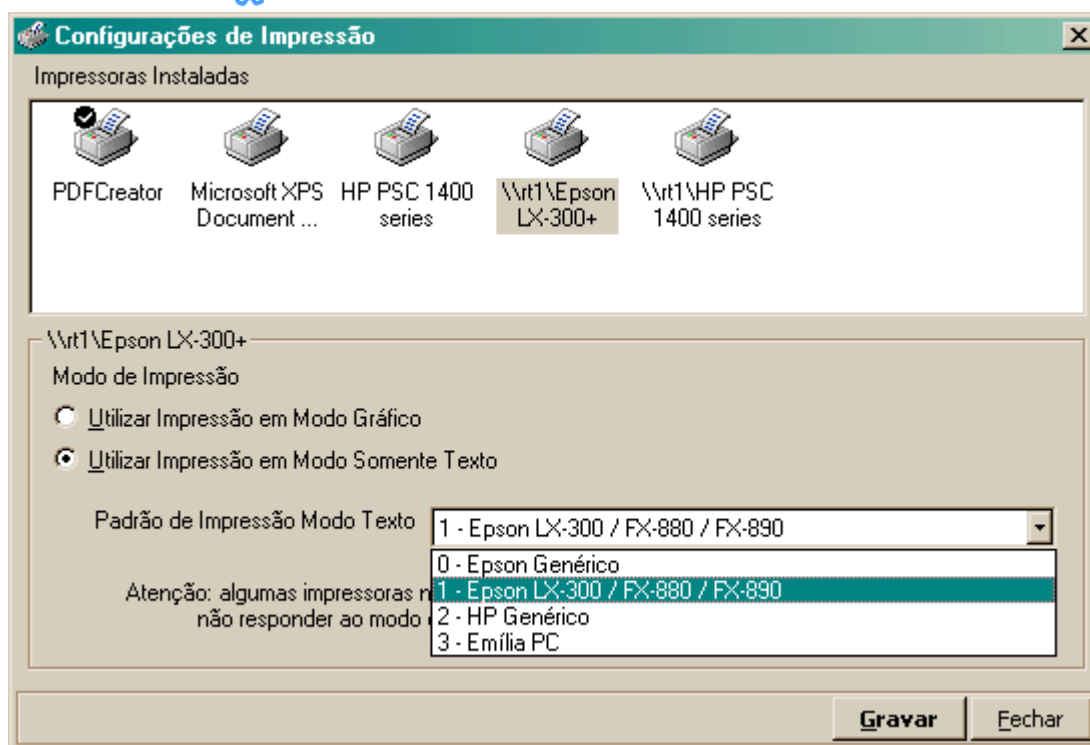 Configurações de Impressão
Impressoras Instaladas
PDFCreator
Microsoft XPS
Document ...
HP PSC 1400
series
\\rt1\Epson
LX-300+
\\rt1\HP PSC
1400 series
\\rt1\Epson LX-300+
Modo de Impressão
Utilizar Impressão em Modo Gráfico
Utilizar Impressão em Modo Somente Texto
Padrão de Impressão Modo Texto
1 - Epson LX-300 / FX-880 / FX-890
0 - Epson Genérico
1 - Epson LX-300 / FX-880 / FX-890
2 - HP Genérico
3 - Emília PC
Atenção: algumas impressoras
não responder ao modo
Gravar
Fechar